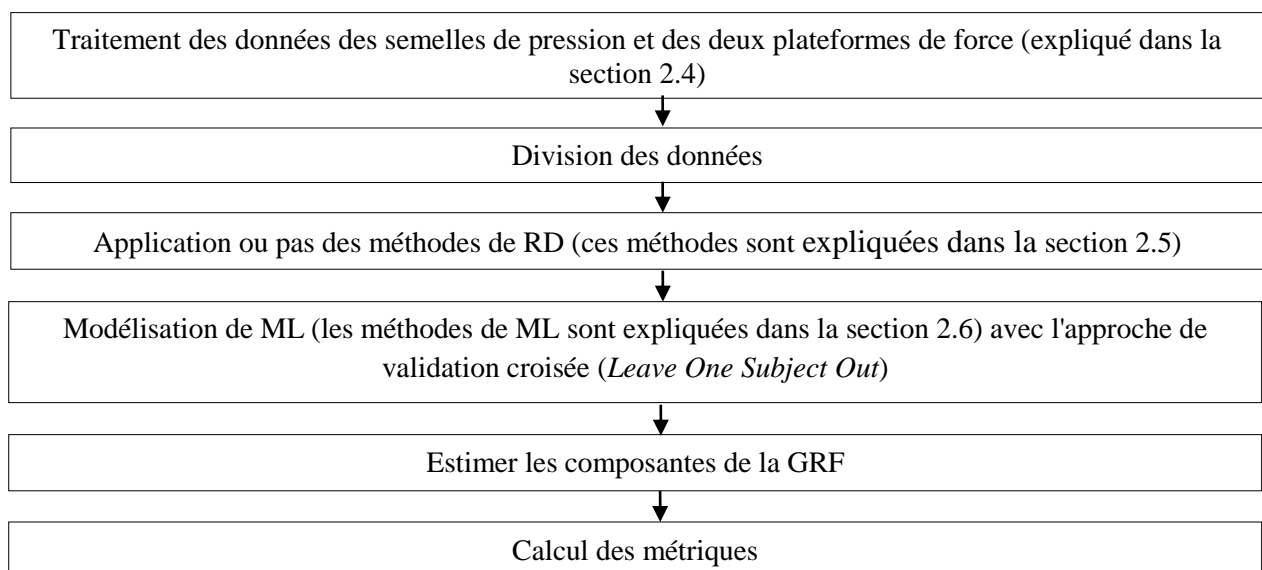 Traitement des données des semelles de pression et des deux plateformes de force (expliqué dans la
section 2.4)
Division des données
Application ou pas des méthodes de RD (ces méthodes sont expliquées dans la section 2.5)
Modélisation de ML (les méthodes de ML sont expliquées dans la section 2.6) avec l'approche de
validation croisée (Leave One Subject Out)
Estimer les composantes de la GRF
Calcul des métriques